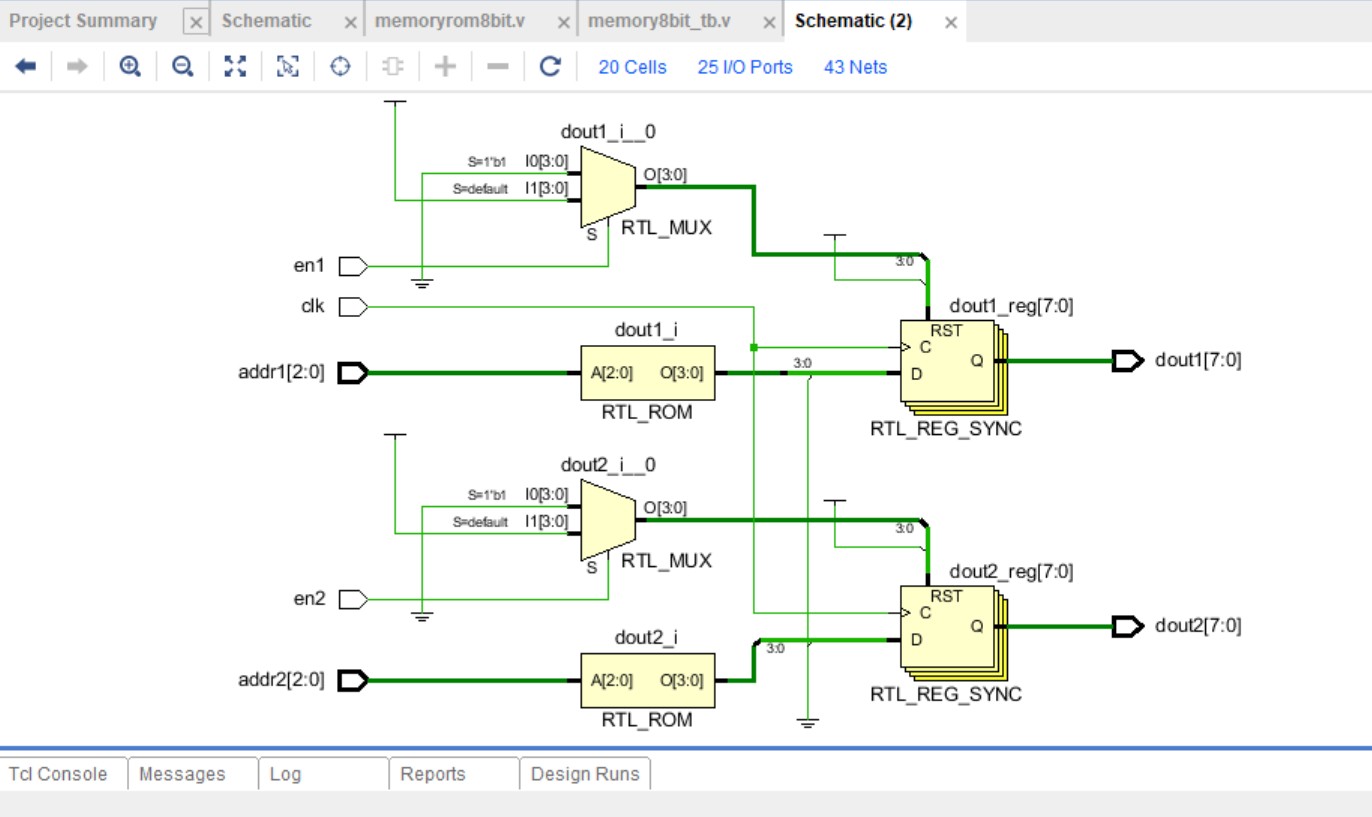 Project Summary
Schematic
memoryrom8bit.v
memory8bit_tb.v
Schematic (2)
20 Cells
25 I/O Ports
43 Nets
dout1_i__0
S=1'b1 I0[3:0]
S=default I1[3:0]
O[3:0]
S
RTL_MUX
en1
3:0
clk
dout1_reg[7:0]
dout1_i
RST
C
3:0
Q
dout1[7:0]
addr1[2:0]
A[2:0] O[3:0]
D
RTL_ROM
RTL_REG_SYNC
dout2_i__0
S=1'b1 I0[3:0]
S=default I1[3:0]
O[3:0]
3:0
S
RTL_MUX
dout2_reg[7:0]
en2
RST
C
dout2_i
Q
dout2[7:0]
D
3:0
addr2[2:0]
A[2:0] O[3:0]
RTL_REG_SYNC
RTL_ROM
Tcl Console
Messages
Log
Reports
Design Runs